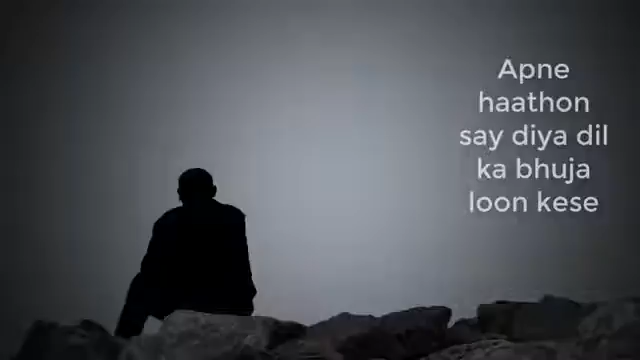 Apne
haathon
say diya dil
ka bhuja
loon kese